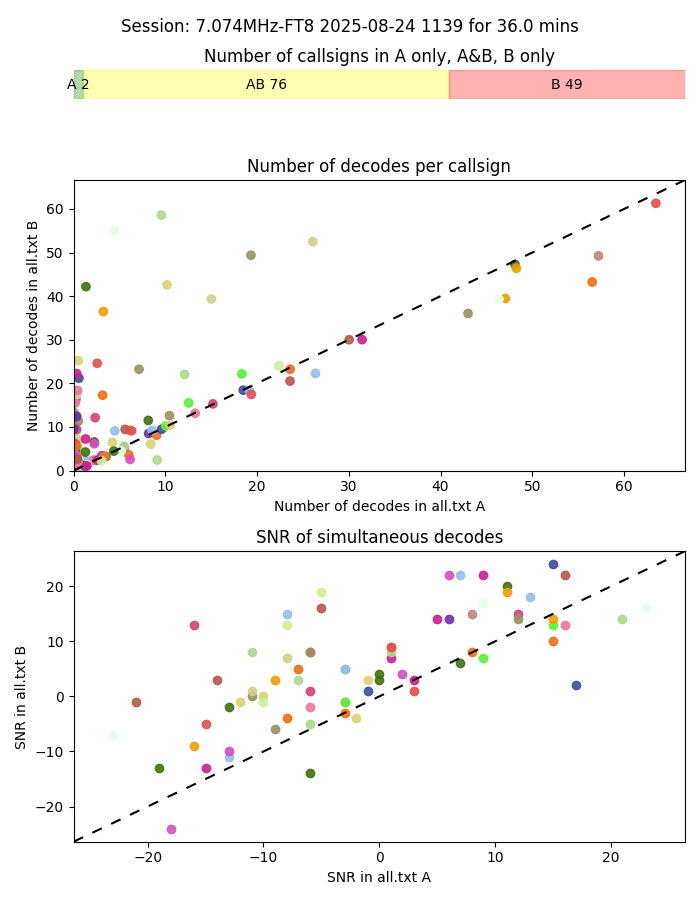 Session: 7.074MHz-FT8 2025-08-24 1139 for 36.0 mins
Number of callsigns in A only, A&B, B only
A 2 AB 76 B 49
Number of decodes per callsign
60
50
40
30
20
10
0
Number of decodes in all.txt B
0 10 20 30 40 50 60
Number of decodes in all.txt A
SNR of simultaneous decodes
20
10
0
−10
−20
SNR in all.txt B
−20 −10 0 10 20
SNR in all.txt A